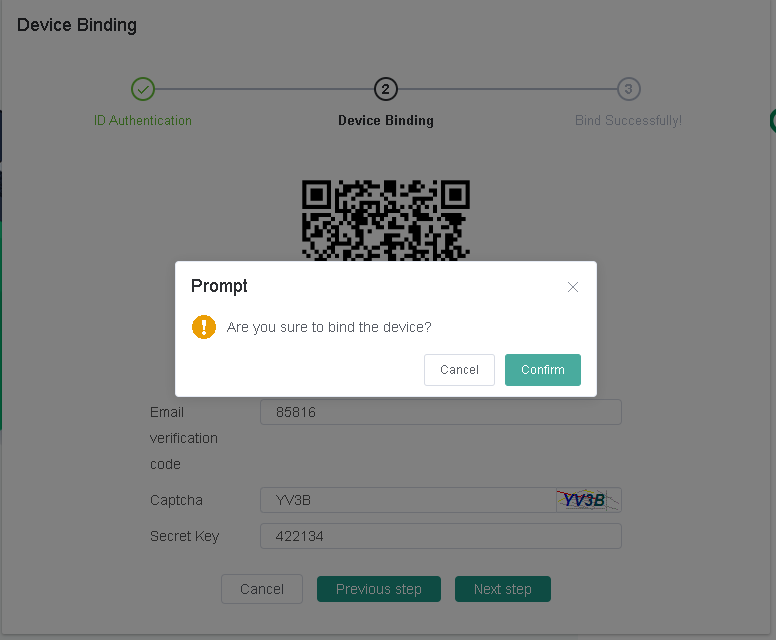 Device Binding
2
3
ID Authentication
Device Binding
Bind Successfully!
Prompt
Are you sure to bind the device?
Cancel
Confirm
Email
verification
code
85816
Captcha
YV3B
YV3B
Secret Key
422134
Cancel
Previous step
Next step